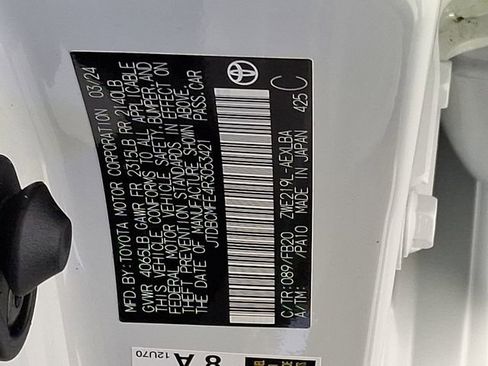 MFD. BY: TOYOTA MOTOR CORPORATION 03/24
GVWR 4065LB GAWR FR 2315LB RR 2140LB
THIS VEHICLE CONFORMS TO ALL APPLICABLE
FEDERAL MOTOR VEHICLE SAFETY, BUMPER, AND
THEFT PREVENTION STANDARDS IN EFFECT ON
THE DATE OF MANUFACTURE SHOWN ABOVE.
JTDBCMFE4R3053421 PASS.CAR
C/TR:089/FB20 ZWE219L-AEXLBA
A/TM: /PA10 MADE IN JAPAN 425 C
8 A
12U70